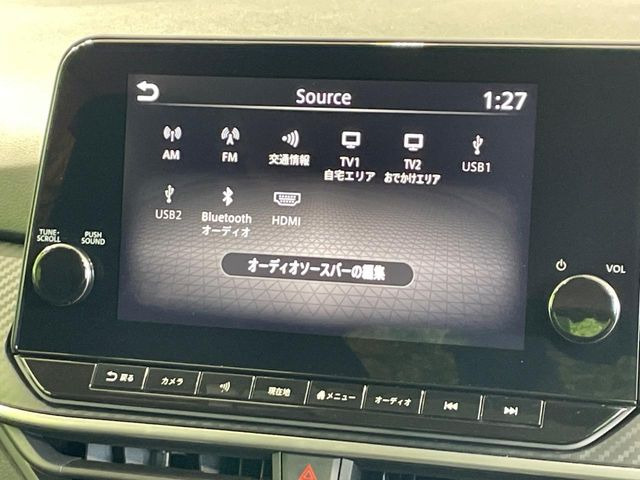 Source
1:27
AM
FM
交通情報
TV1
自宅エリア
TV2
おでかけエリア
USB1
USB2
Bluetooth
オーディオ
HDMI
オーディオソースバーの編集
TUNE・
SCROLL
PUSH
SOUND
VOL
戻る
カメラ
現在地
メニュー
オーディオ